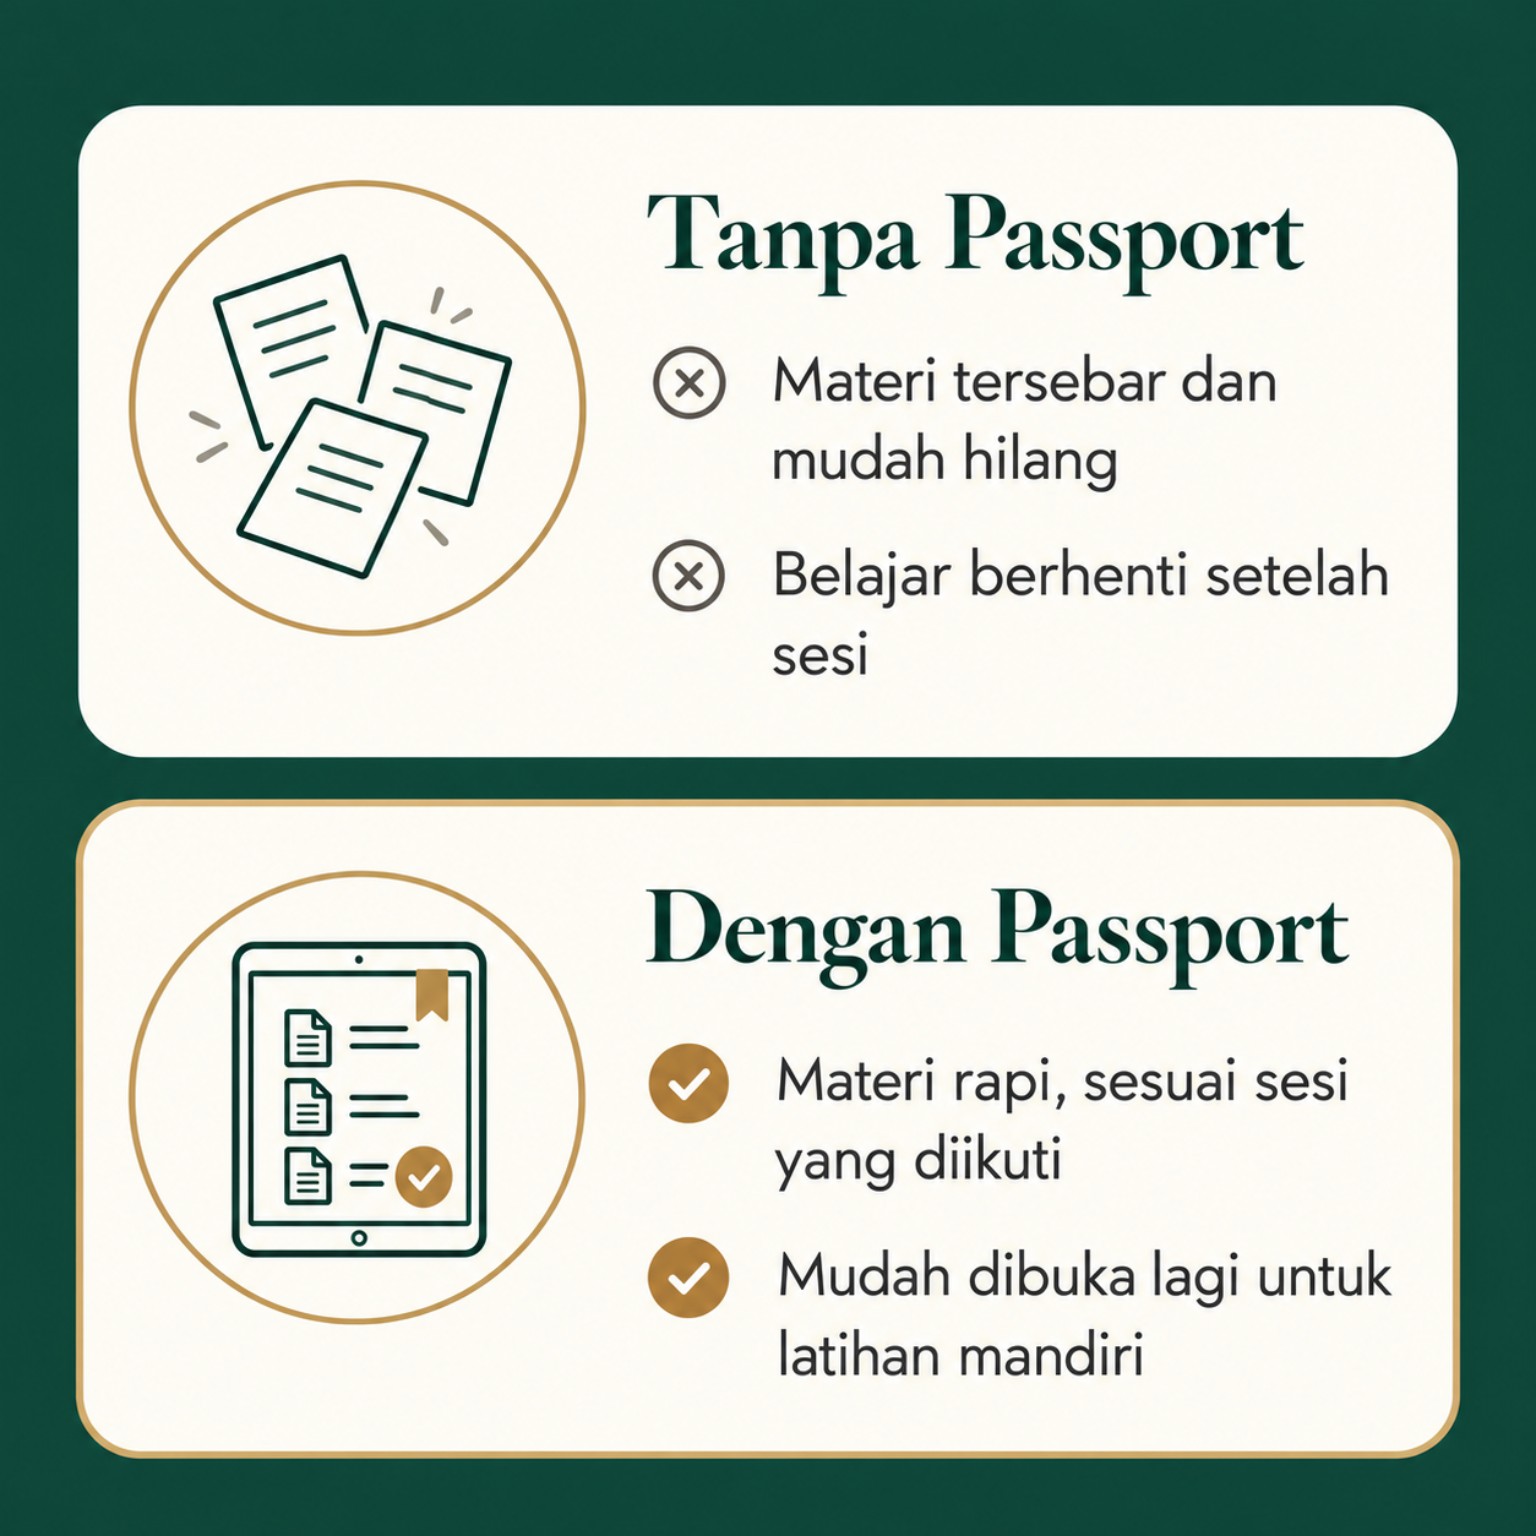 Tanpa Passport
Materi tersebar dan
mudah hilang
Belajar berhenti setelah
sesi
Dengan Passport
Materi rapi, sesuai sesi
yang diikuti
Mudah dibuka lagi untuk
latihan mandiri